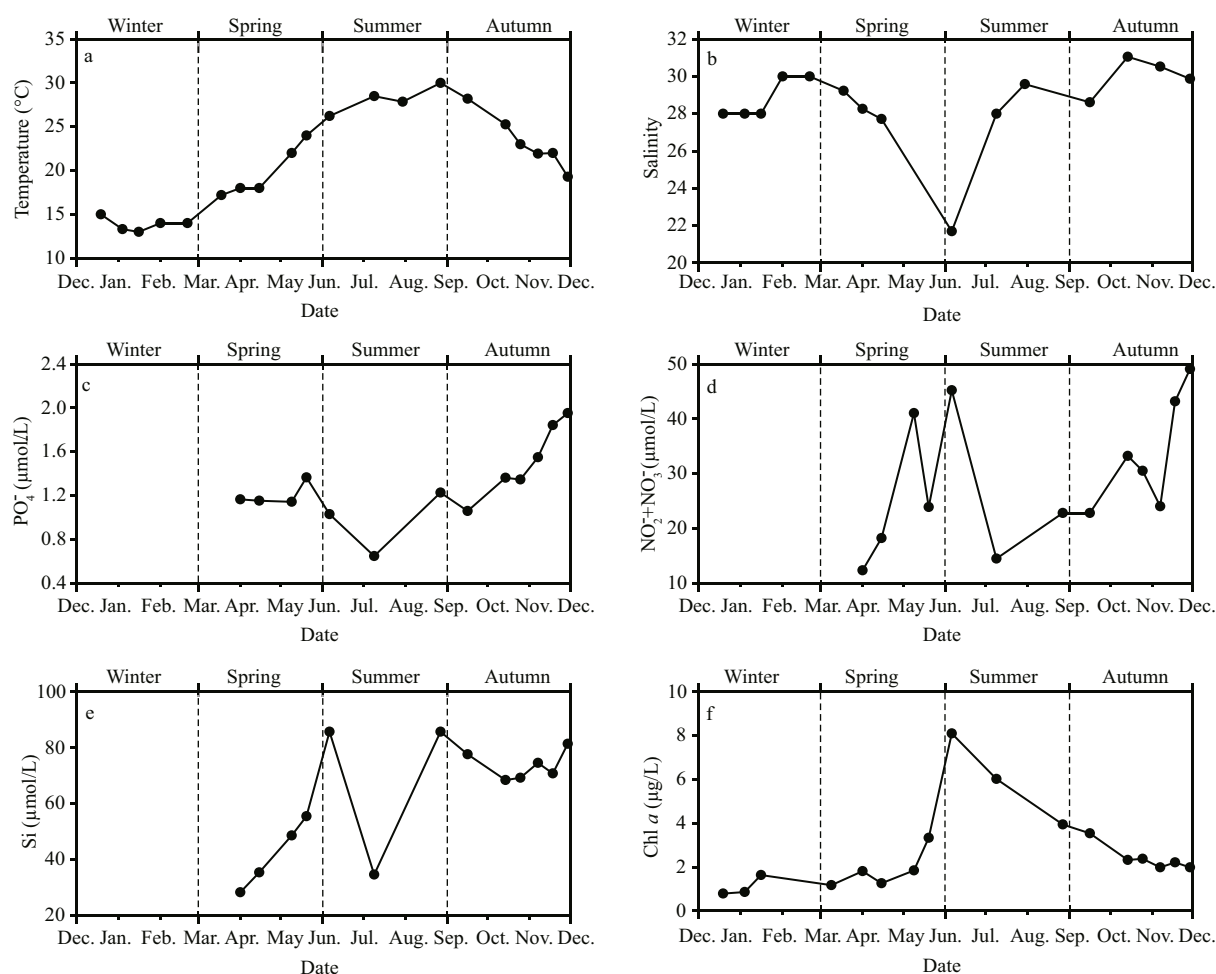 Winter Spring Summer Autumn
a
35
30
25
20
15
10
Temperature (°C)
Dec. Jan. Feb. Mar. Apr. May Jun. Jul. Aug. Sep. Oct. Nov. Dec.
Date
Winter Spring Summer Autumn
b
32
30
28
26
24
22
20
Salinity
Dec. Jan. Feb. Mar. Apr. May Jun. Jul. Aug. Sep. Oct. Nov. Dec.
Date
Winter Spring Summer Autumn
c
2.4
2.0
1.6
1.2
0.8
0.4
PO₄⁻ (µmol/L)
Dec. Jan. Feb. Mar. Apr. May Jun. Jul. Aug. Sep. Oct. Nov. Dec.
Date
Winter Spring Summer Autumn
d
50
40
30
20
10
NO₂⁻+NO₃⁻ (µmol/L)
Dec. Jan. Feb. Mar. Apr. May Jun. Jul. Aug. Sep. Oct. Nov. Dec.
Date
Winter Spring Summer Autumn
e
100
80
60
40
20
Si (µmol/L)
Dec. Jan. Feb. Mar. Apr. May Jun. Jul. Aug. Sep. Oct. Nov. Dec.
Date
Winter Spring Summer Autumn
f
10
8
6
4
2
0
Chl a (µg/L)
Dec. Jan. Feb. Mar. Apr. May Jun. Jul. Aug. Sep. Oct. Nov. Dec.
Date